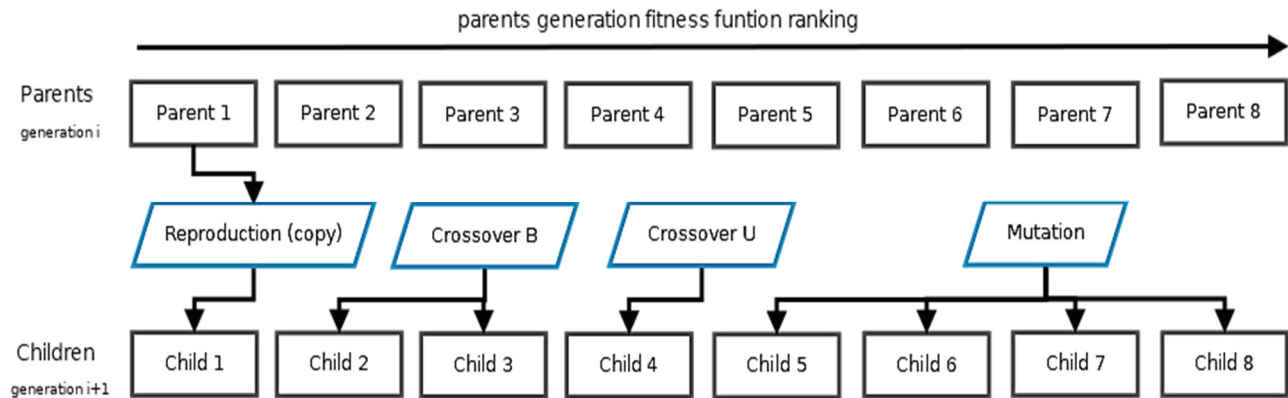 parents generation fitness funtion ranking
Parents
generation i
Parent 1
Parent 2
Parent 3
Parent 4
Parent 5
Parent 6
Parent 7
Parent 8
Reproduction (copy)
Crossover B
Crossover U
Mutation
Children
generation i+1
Child 1
Child 2
Child 3
Child 4
Child 5
Child 6
Child 7
Child 8